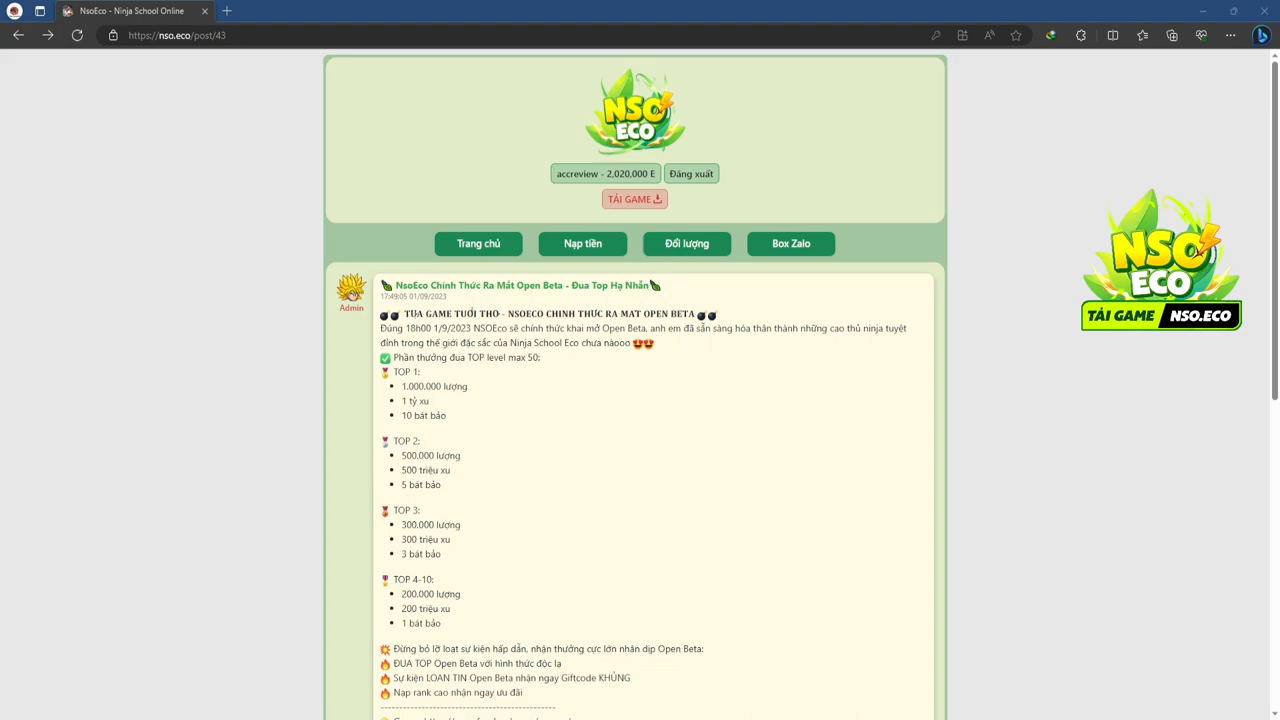 NsoEco - Ninja School Online
https://nso.eco/post/43
NSO
ECO
accreview - 2,020,000 E
Đăng xuất
TẢI GAME
Trang chủ
Nạp tiền
Đổi lượng
Box Zalo
NsoEco Chính Thức Ra Mắt Open Beta - Đua Top Hạ Nhẫn
17:49:05 01/09/2023
Admin
TỰA GAME TUỔI THƠ - NSOECO CHÍNH THỨC RA MẮT OPEN BETA
Đúng 18h00 1/9/2023 NSOEco sẽ chính thức khai mở Open Beta, anh em đã sẵn sàng hóa thân thành những cao thủ ninja tuyệt
đỉnh trong thế giới đặc sắc của Ninja School Eco chưa nàooo
Phần thưởng đua TOP level max 50:
TOP 1:
1.000.000 lượng
1 tỷ xu
10 bát bảo
TOP 2:
500.000 lượng
500 triệu xu
5 bát bảo
TOP 3:
300.000 lượng
300 triệu xu
3 bát bảo
TOP 4-10:
200.000 lượng
200 triệu xu
1 bát bảo
Đừng bỏ lỡ loạt sự kiện hấp dẫn, nhận thưởng cực lớn nhân dịp Open Beta:
ĐUA TOP Open Beta với hình thức độc lạ
Sự kiện LOAN TIN Open Beta nhận ngay Giftcode KHỦNG
Nạp rank cao nhận ngay ưu đãi
------------------------------------------------
NSO
ECO
TẢI GAME NSO.ECO